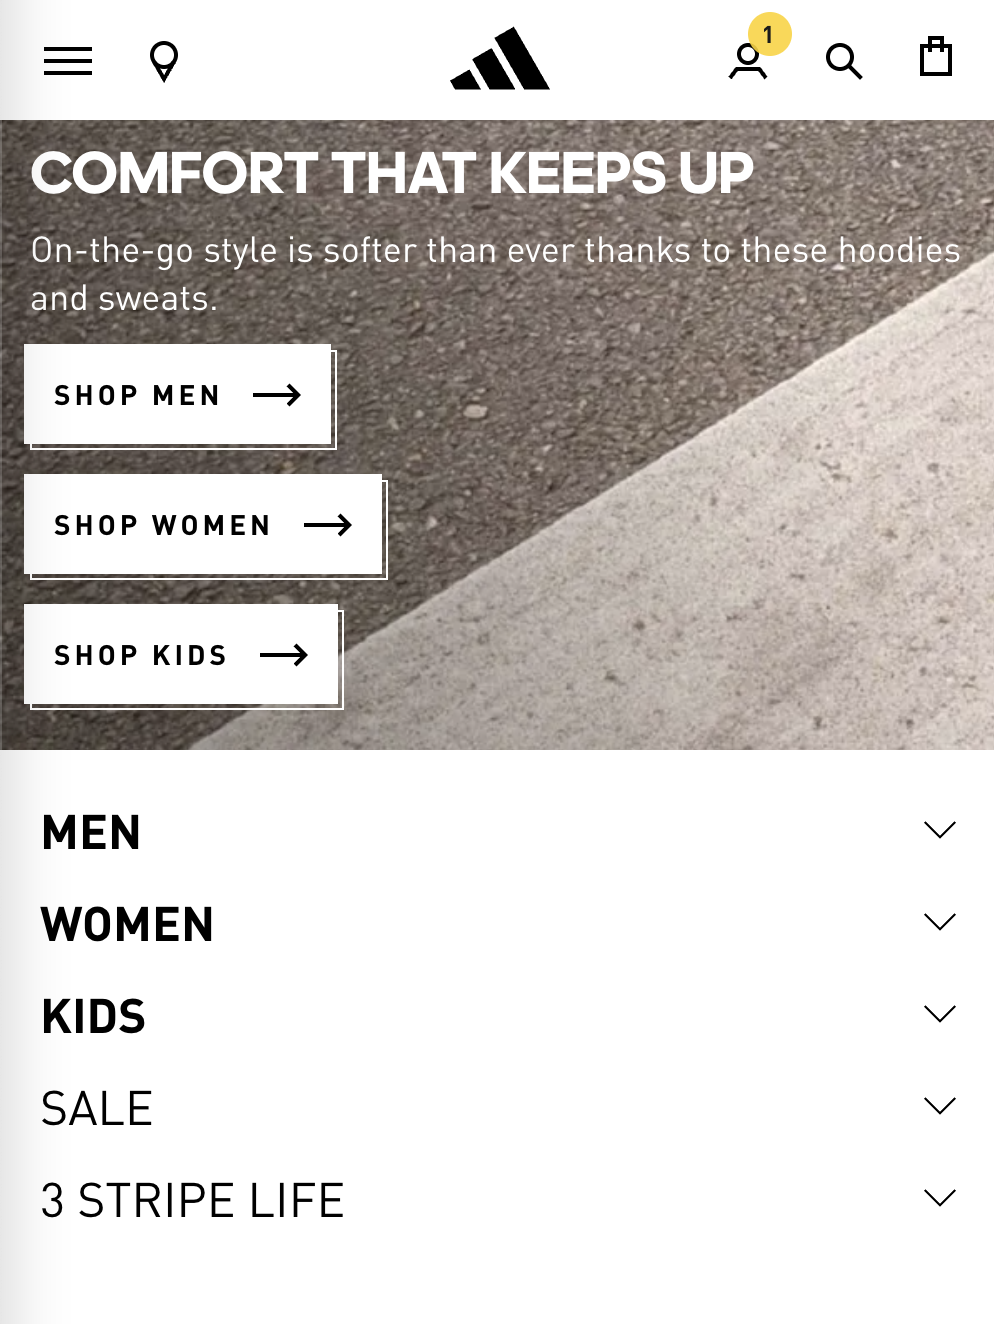 1
COMFORT THAT KEEPS UP
On-the-go style is softer than ever thanks to these hoodies
and sweats.
SHOP MEN
SHOP WOMEN
SHOP KIDS
MEN
WOMEN
KIDS
SALE
3 STRIPE LIFE